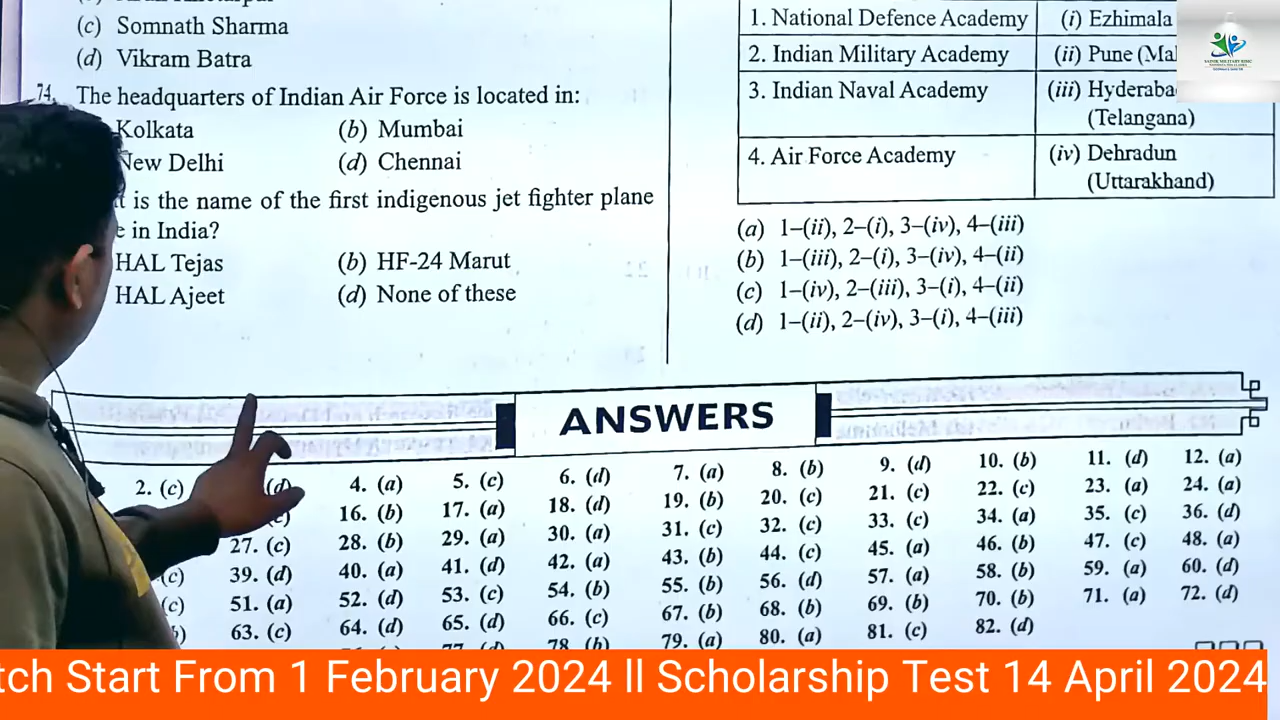 (c) Somnath Sharma
(d) Vikram Batra
74. The headquarters of Indian Air Force is located in:
Kolkata (b) Mumbai
New Delhi (d) Chennai
is the name of the first indigenous jet fighter plane
in India?
HAL Tejas (b) HF-24 Marut
HAL Ajeet (d) None of these
1. National Defence Academy (i) Ezhimala
2. Indian Military Academy (ii) Pune
3. Indian Naval Academy (iii)
(Telangana)
4. Air Force Academy (iv) Dehradun
(Uttarakhand)
(a) 1–(ii), 2–(i), 3–(iv), 4–(iii)
(b) 1–(iii), 2–(i), 3–(iv), 4–(ii)
(c) 1–(iv), 2–(iii), 3–(i), 4–(ii)
(d) 1–(ii), 2–(iv), 3–(i), 4–(iii)
ANSWERS
2. (c) (d) 4. (a) 5. (c) 6. (d) 7. (a) 8. (b) 9. (d) 10. (b) 11. (d) 12. (a)
(c) 16. (b) 17. (a) 18. (d) 19. (b) 20. (c) 21. (c) 22. (c) 23. (a) 24. (a)
27. (c) 28. (b) 29. (a) 30. (a) 31. (c) 32. (c) 33. (c) 34. (a) 35. (c) 36. (d)
(c) 39. (d) 40. (a) 41. (d) 42. (a) 43. (b) 44. (c) 45. (a) 46. (b) 47. (c) 48. (a)
(c) 51. (a) 52. (d) 53. (c) 54. (b) 55. (b) 56. (d) 57. (a) 58. (b) 59. (a) 60. (d)
63. (c) 64. (d) 65. (d) 66. (c) 67. (b) 68. (b) 69. (b) 70. (b) 71. (a) 72. (d)
78. (b) 79. (a) 80. (a) 81. (c) 82. (d)
Start From 1 February 2024 ll Scholarship Test 14 April 2024